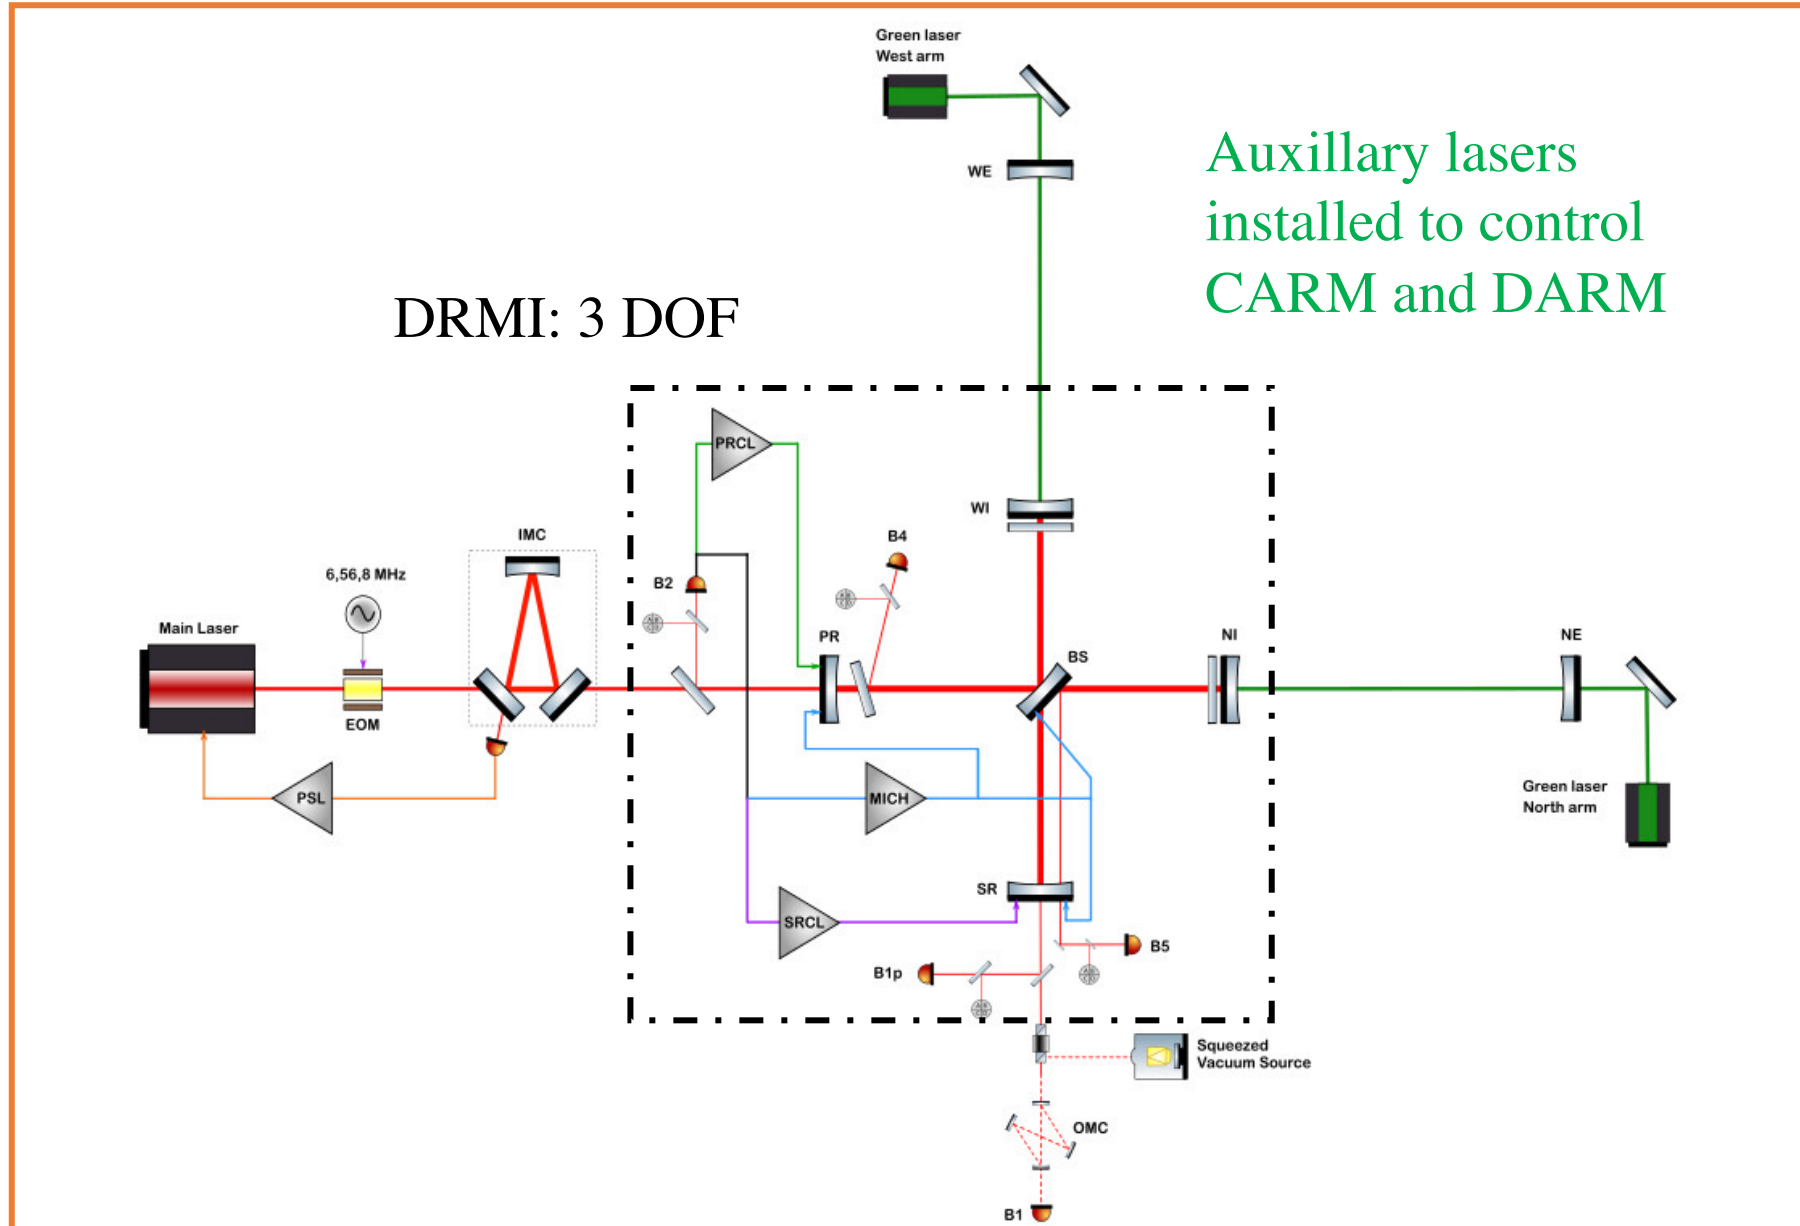 Green laser
West arm
WE
Auxillary lasers
installed to control
CARM and DARM
DRMI: 3 DOF
PRCL
WI
IMC
B4
6,56,8 MHz
B2
Main Laser
PR
BS
NI
NE
EOM
PSL
MICH
Green laser
North arm
SR
SRCL
B5
B1p
Squeezed
Vacuum Source
OMC
B1